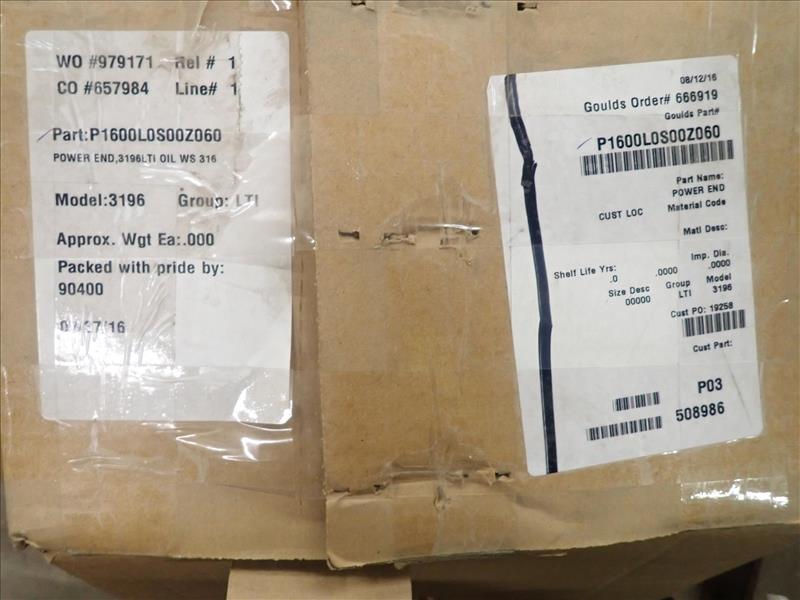 WO #979171 Rel # 1
CO #657984 Line# 1
Part:P1600L0S00Z060
POWER END,3196LTI OIL WS 316
Model:3196 Group: LTI
Approx. Wgt Ea:.000
Packed with pride by:
90400
/16
08/12/16
Goulds Order# 666919
Goulds Part#
P1600L0S00Z060
Part Name:
POWER END
CUST LOC Material Code
Matl Desc:
Shelf Life Yrs: Imp. Dia.
.0 .0000 .0000
Size Desc Group Model
00000 LTI 3196
Cust PO: 19258
Cust Part:
P03
508986